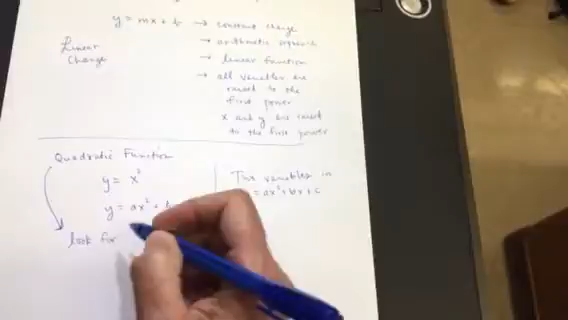 y = mx + b → constant change
Linear
Change
→ arithmetic sequence
→ linear function
→ all variables are
raised to the
first power
x and y are raised
to the first power
Quadratic Function
y = x²
y = ax² +
look for
The variables in
= ax² + bx + c